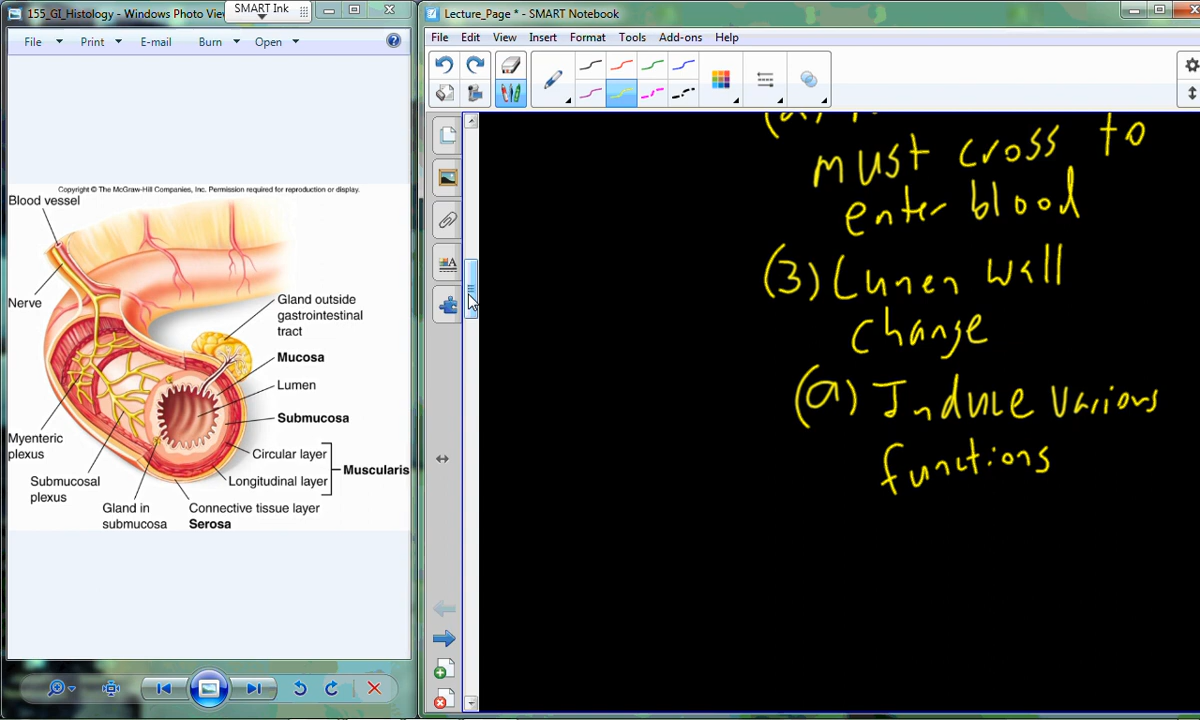 155_GI_Histology - Windows Photo View
SMART Ink
File Print E-mail Burn Open
Copyright © The McGraw-Hill Companies, Inc. Permission required for reproduction or display.
Blood vessel
Nerve
Gland outside
gastrointestinal
tract
Mucosa
Lumen
Submucosa
Circular layer
Muscularis
Longitudinal layer
Myenteric
plexus
Submucosal
plexus
Gland in
submucosa
Connective tissue layer
Serosa
Lecture_Page * - SMART Notebook
File Edit View Insert Format Tools Add-ons Help
must cross to
enter blood
(3) Lumen wall
change
(a) Induce various
functions